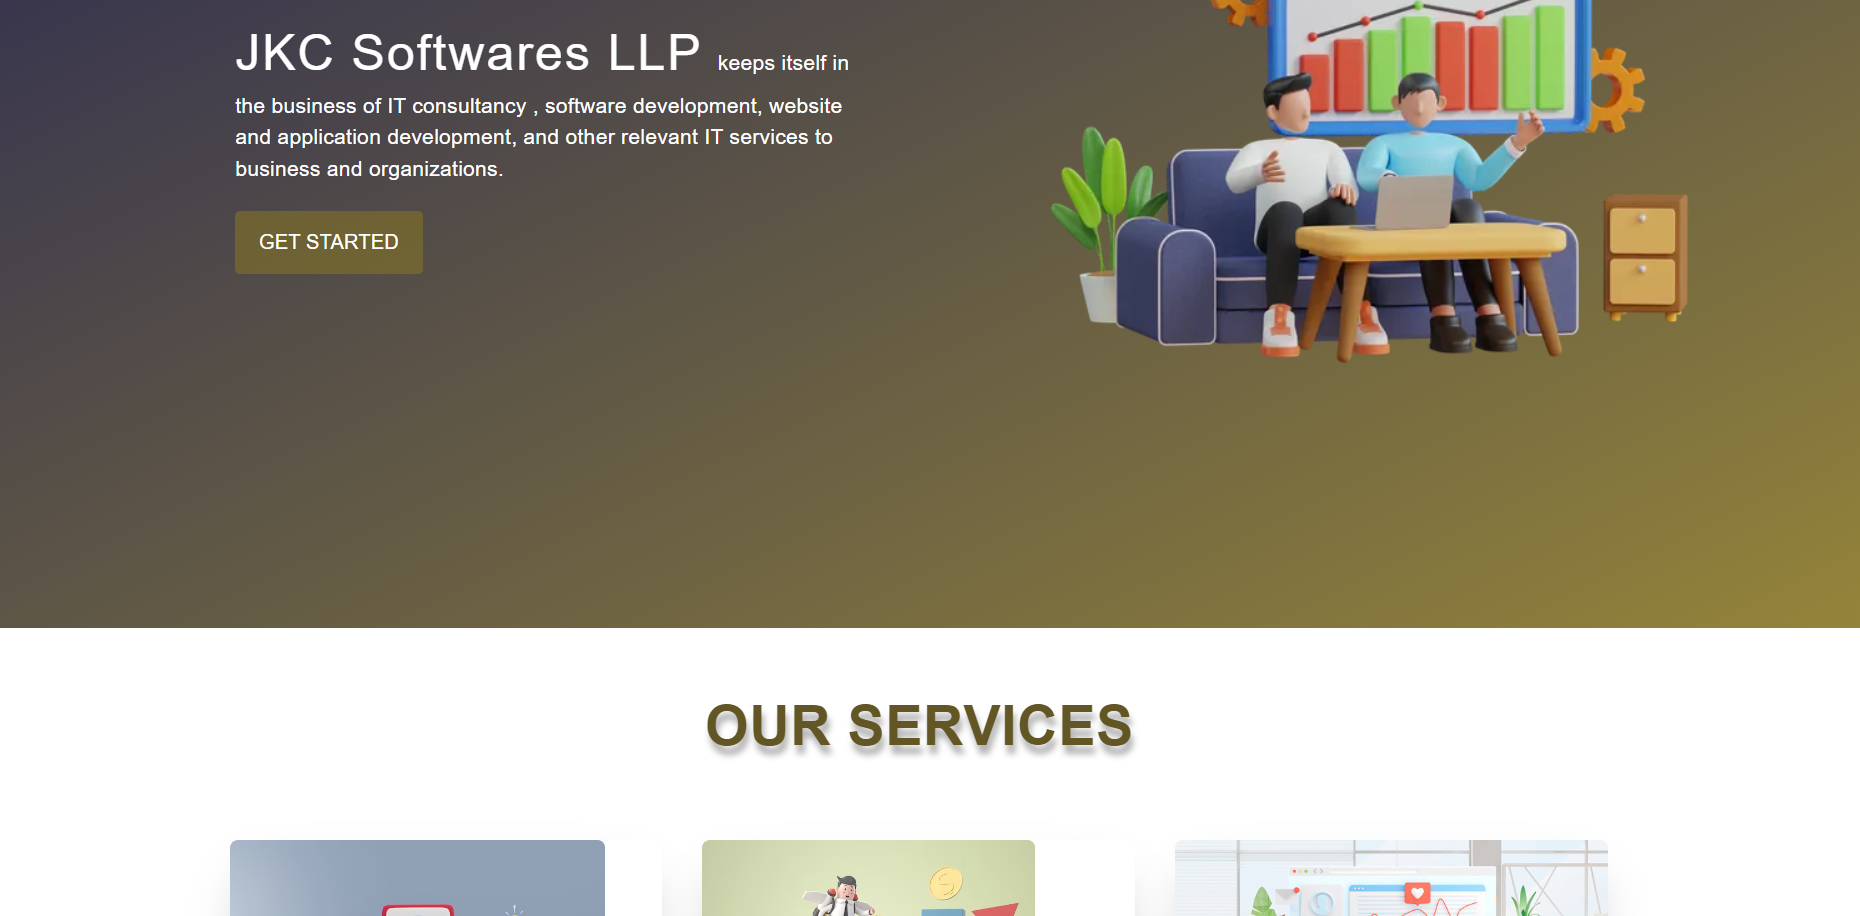 JKC Softwares LLP keeps itself in
the business of IT consultancy , software development, website
and application development, and other relevant IT services to
business and organizations.
GET STARTED
OUR SERVICES